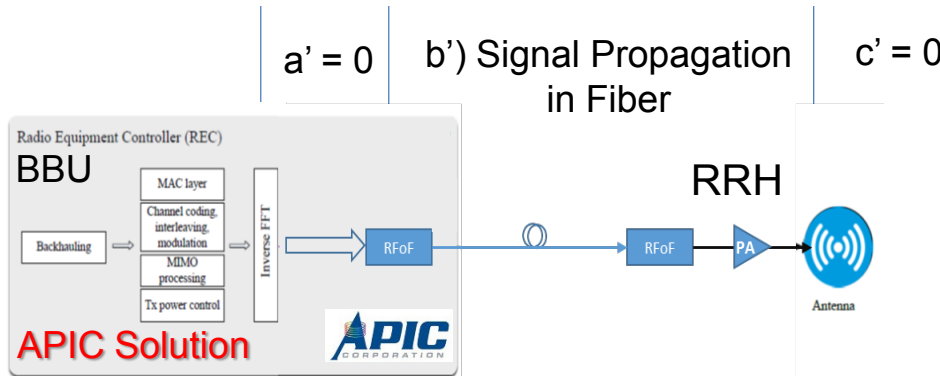 a' = 0
b') Signal Propagation
in Fiber
c' = 0
Radio Equipment Controller (REC)
BBU
Backhauling
MAC layer
Channel coding,
interleaving,
modulation
MIMO
processing
Tx power control
Inverse FFT
RFoF
RFoF
RRH
PA
Antenna
APIC Solution
APIC
CORPORATION